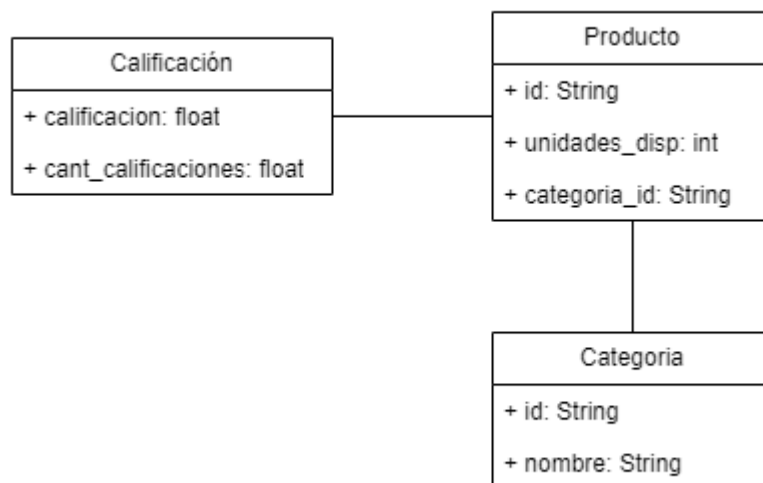 Calificación
+ calificacion: float
+ cant_calificaciones: float
Producto
+ id: String
+ unidades_disp: int
+ categoria_id: String
Categoria
+ id: String
+ nombre: String